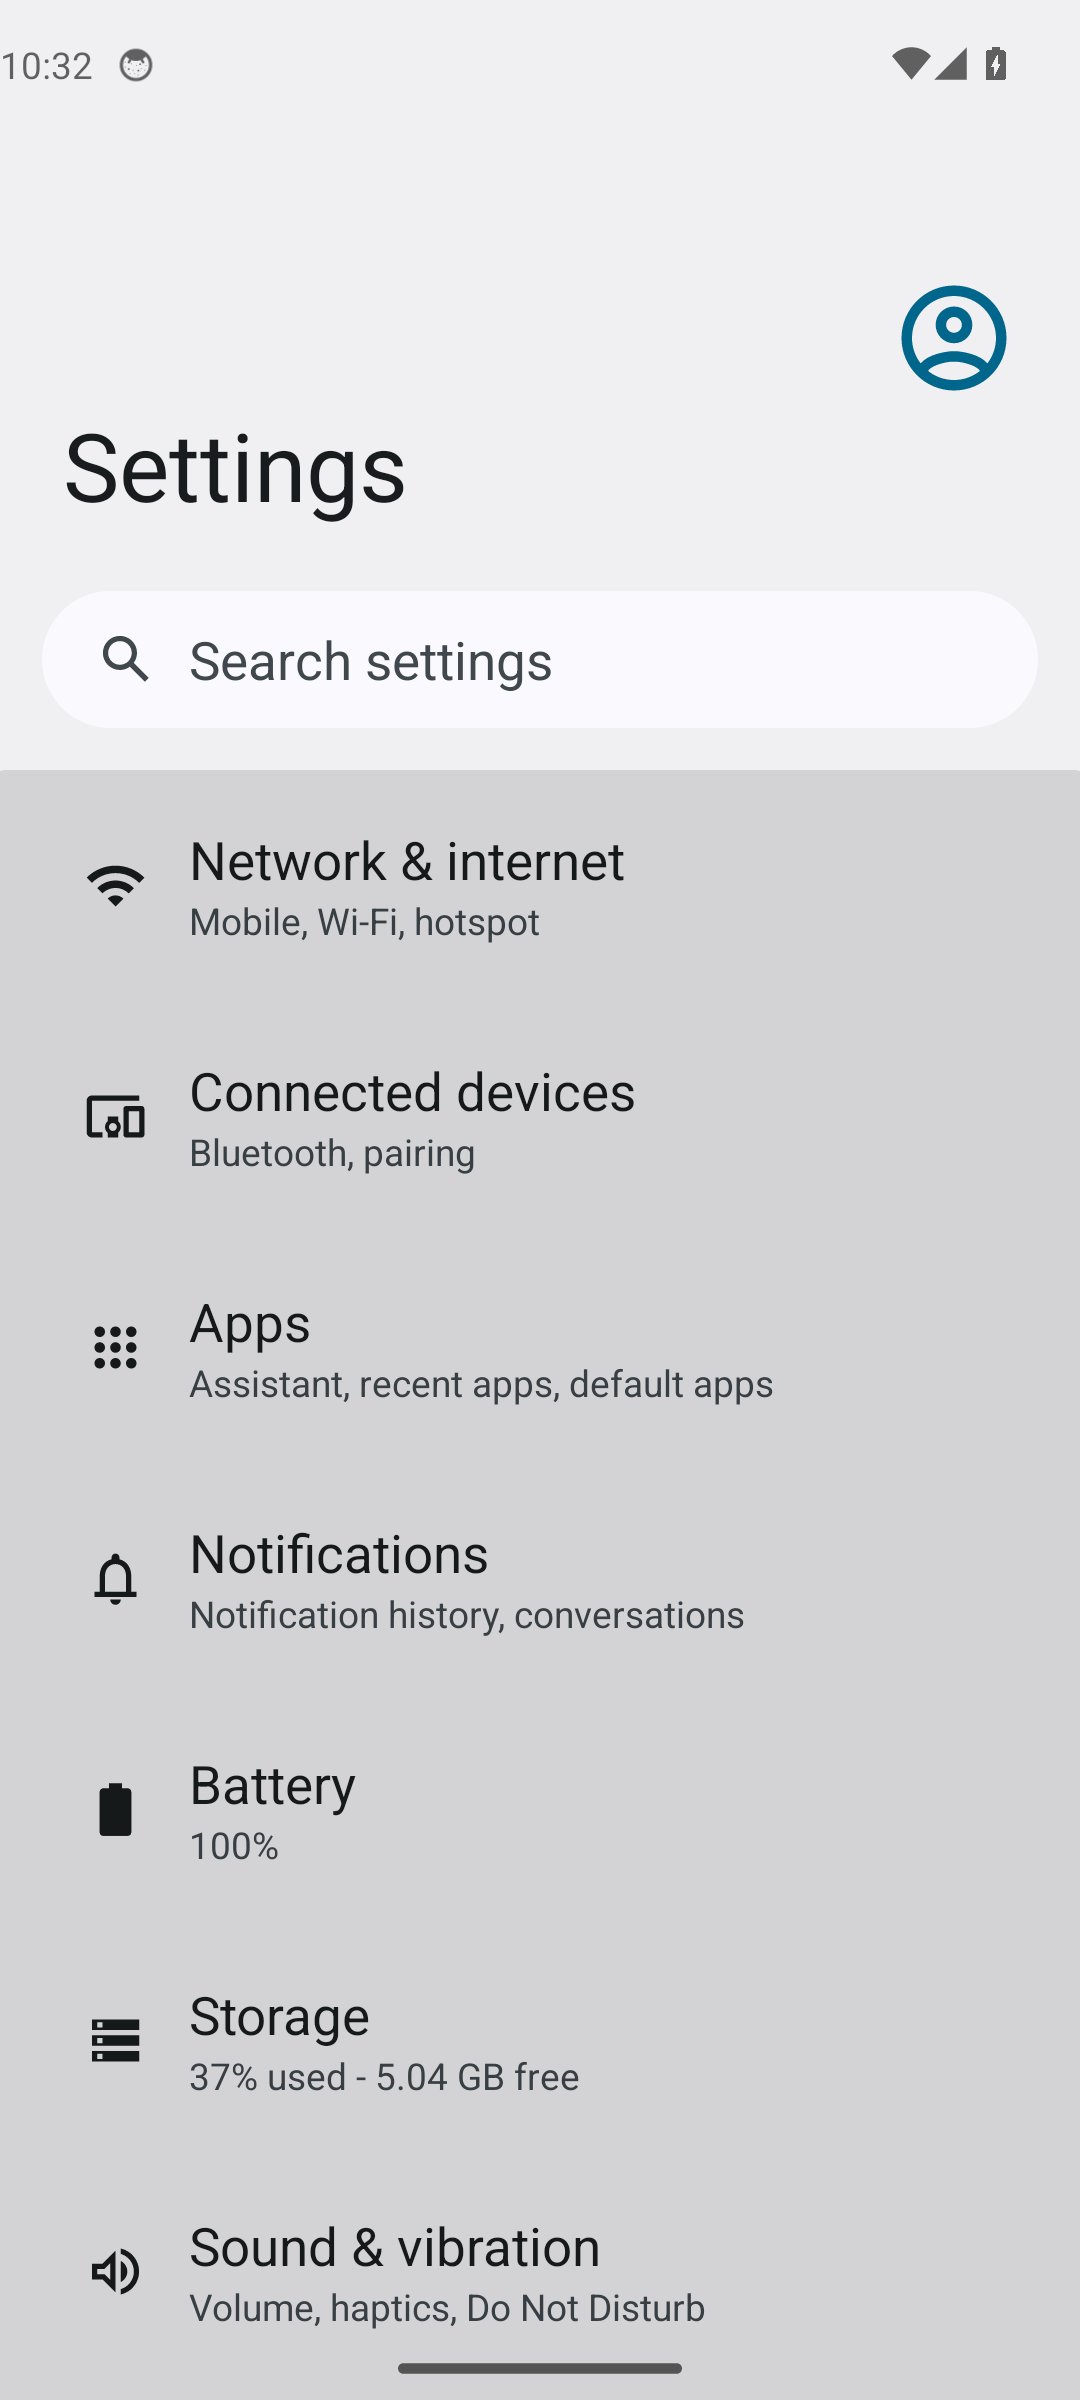 10:32
Settings
Search settings
Network & internet
Mobile, Wi-Fi, hotspot
Connected devices
Bluetooth, pairing
Apps
Assistant, recent apps, default apps
Notifications
Notification history, conversations
Battery
100%
Storage
37% used - 5.04 GB free
Sound & vibration
Volume, haptics, Do Not Disturb